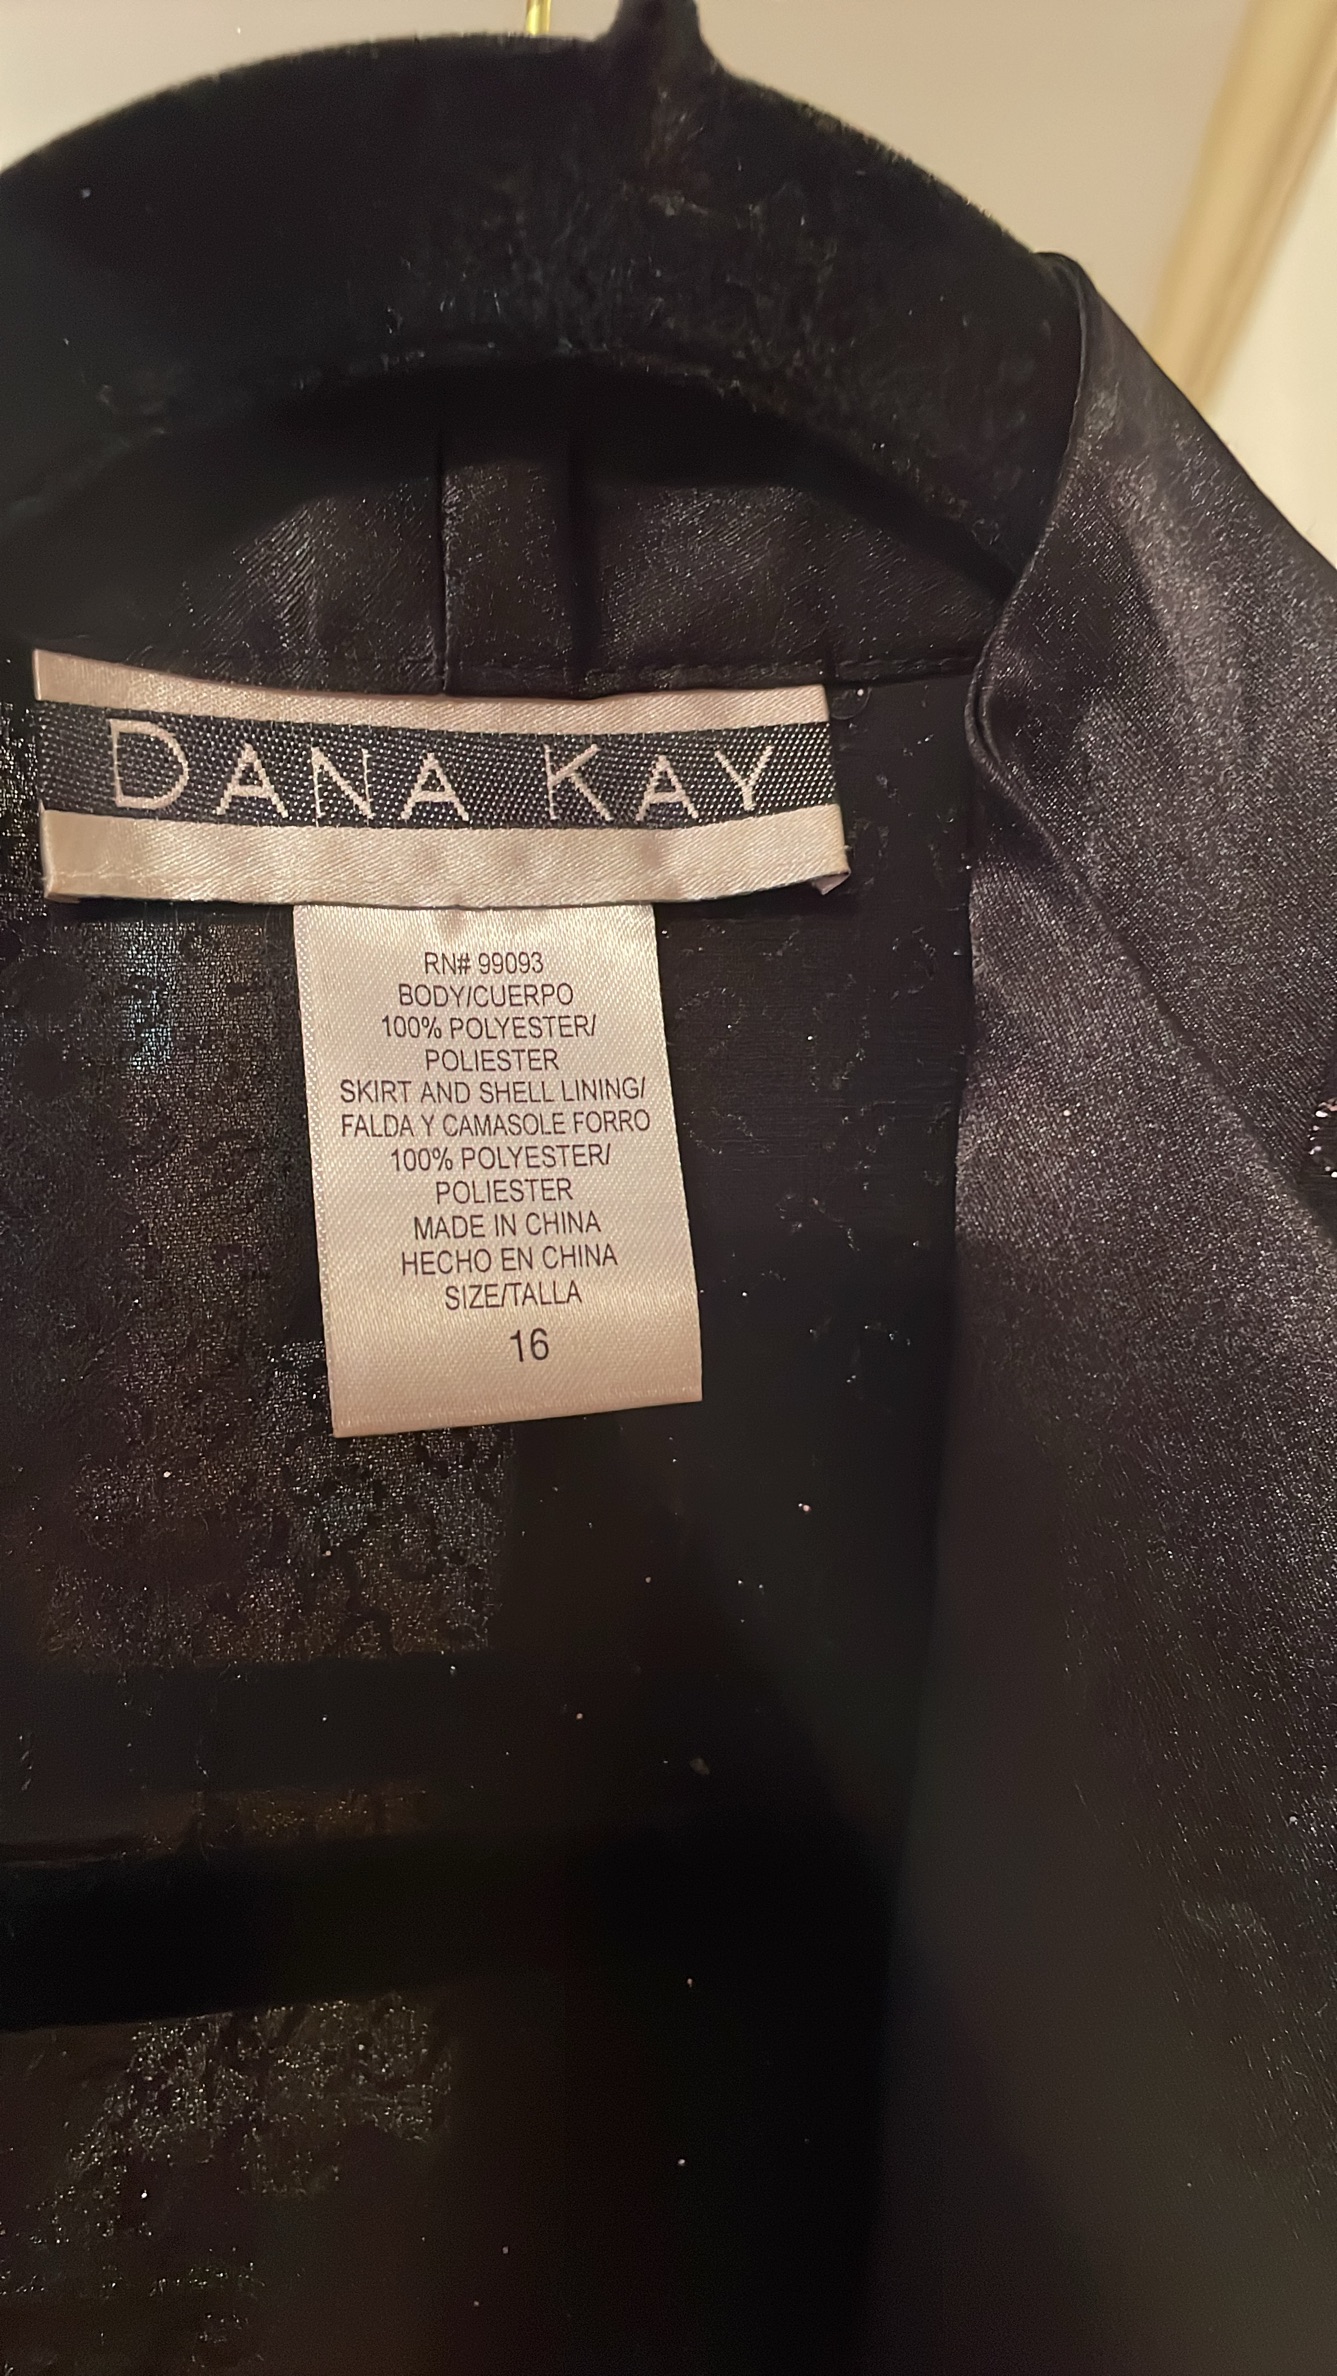 DANA KAY
RN# 99093
BODY/CUERPO
100% POLYESTER/
POLIESTER
SKIRT AND SHELL LINING/
FALDA Y CAMASOLE FORRO
100% POLYESTER/
POLIESTER
MADE IN CHINA
HECHO EN CHINA
SIZE/TALLA
16